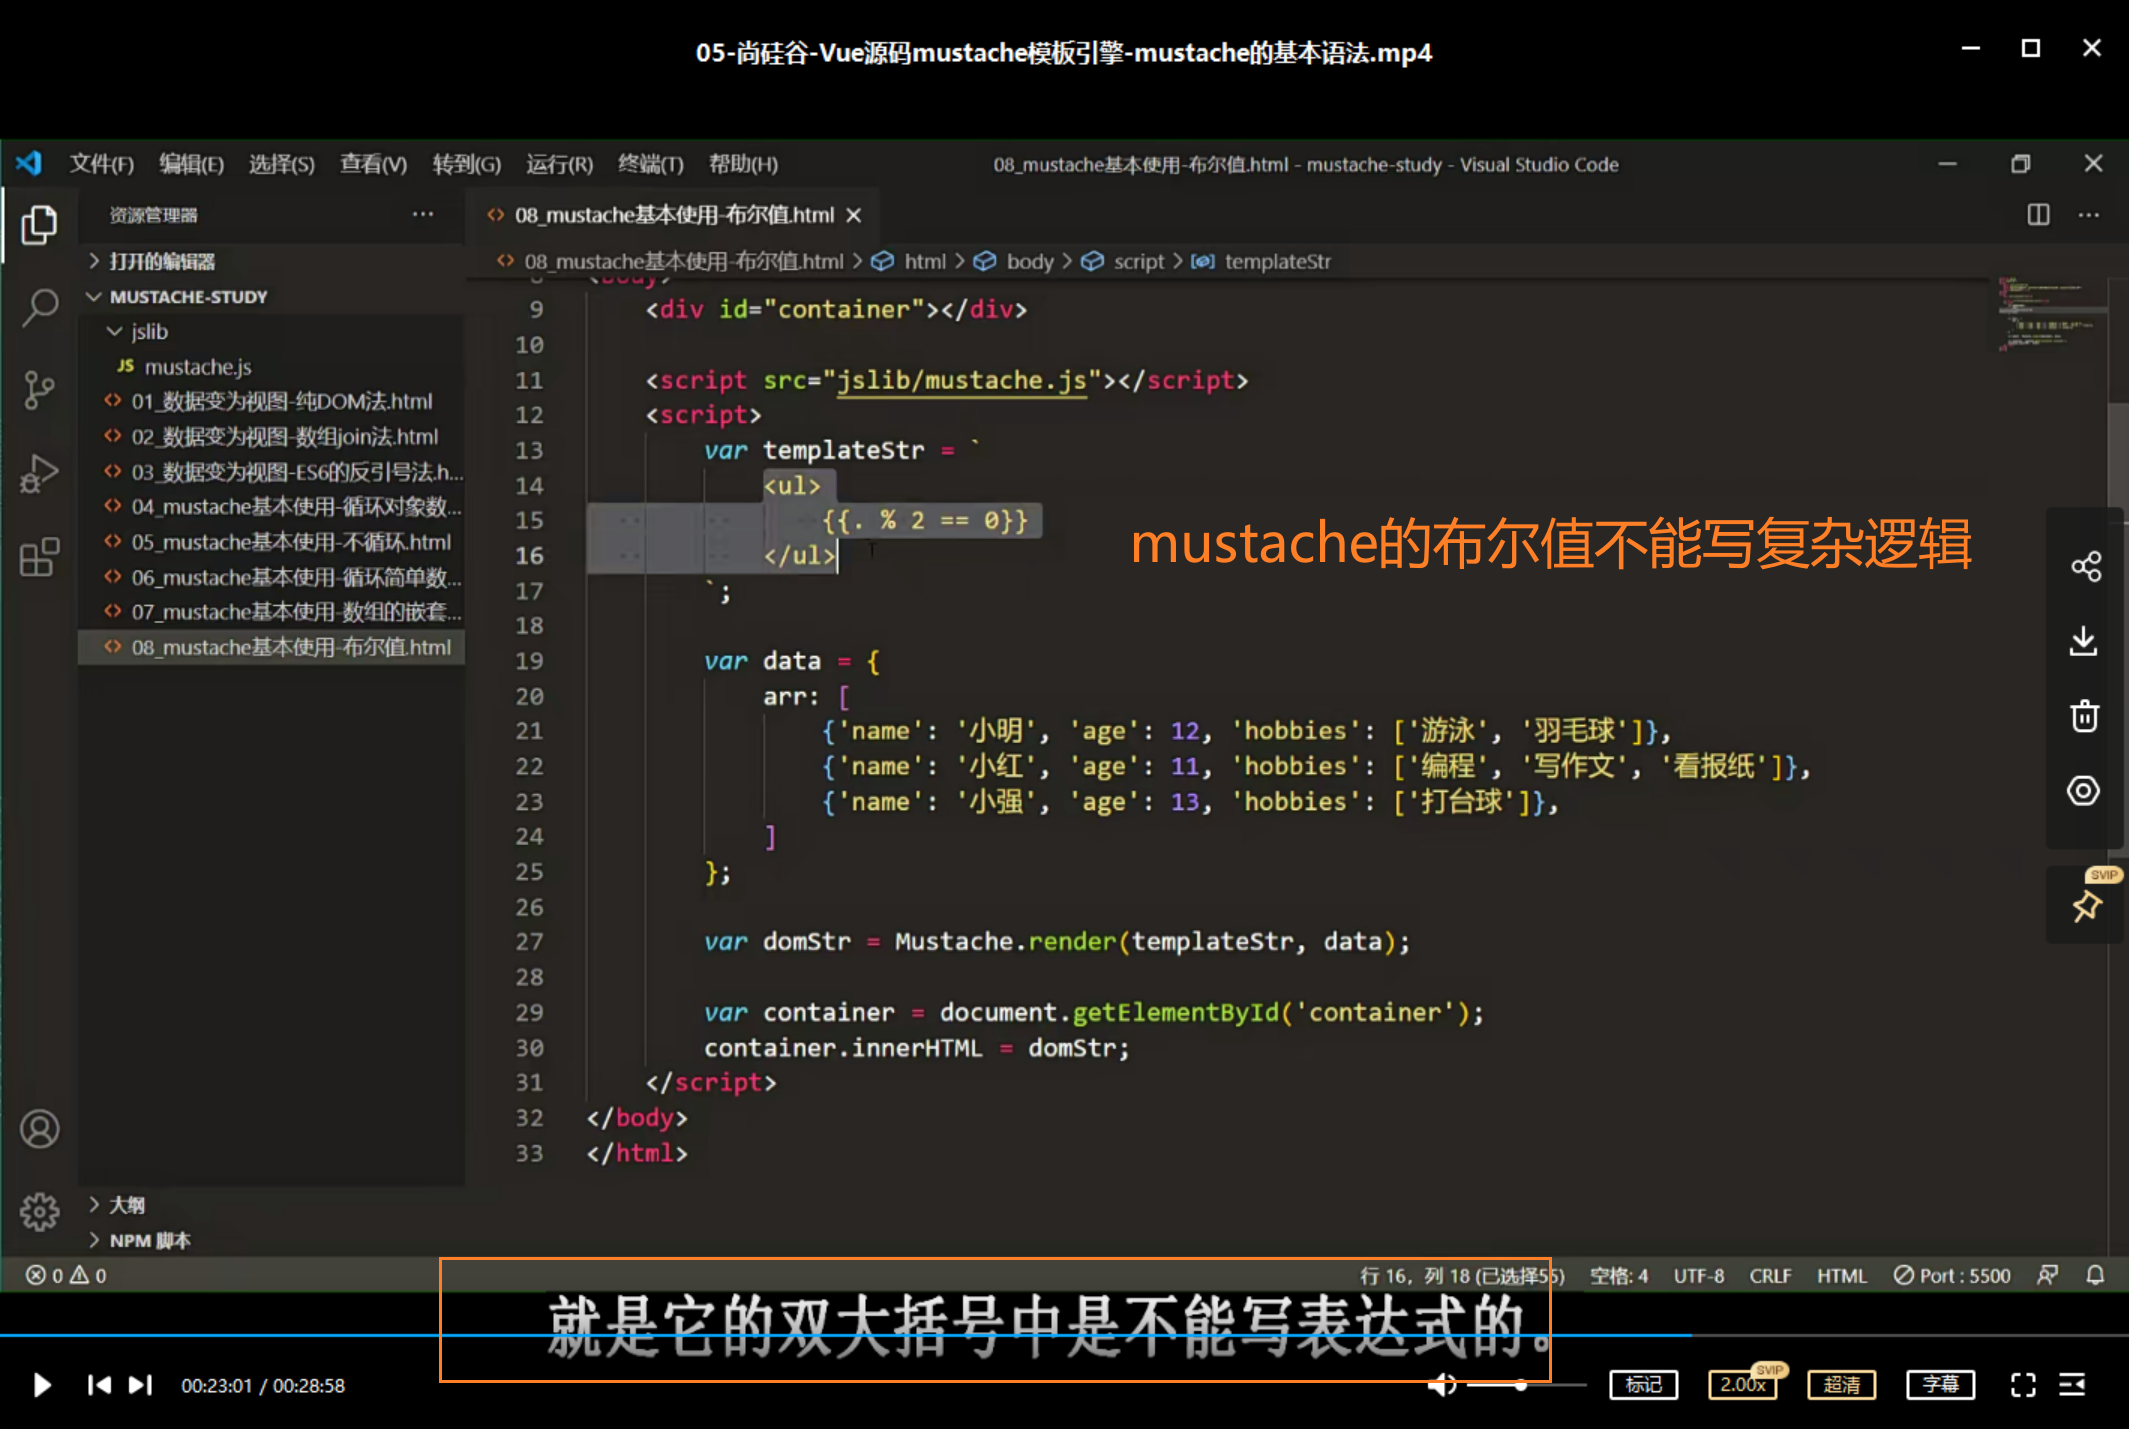 05-尚硅谷-Vue源码mustache模板引擎-mustache的基本语法.mp4
文件(F) 编辑(E) 选择(S) 查看(V) 转到(G) 运行(R) 终端(T) 帮助(H)
08_mustache基本使用-布尔值.html - mustache-study - Visual Studio Code
资源管理器
打开的编辑器
MUSTACHE-STUDY
jslib
JS mustache.js
01_数据变为视图-纯DOM法.html
02_数据变为视图-数组join法.html
03_数据变为视图-ES6的反引号法.h...
04_mustache基本使用-循环对象数...
05_mustache基本使用-不循环.html
06_mustache基本使用-循环简单数...
07_mustache基本使用-数组的嵌套...
08_mustache基本使用-布尔值.html
大纲
NPM 脚本
08_mustache基本使用-布尔值.html
08_mustache基本使用-布尔值.html > html > body > script > templateStr
<body>
9 <div id="container"></div>
10
11 <script src="jslib/mustache.js"></script>
12 <script>
13 var templateStr = `
14 <ul>
15 {{. % 2 == 0}}
16 </ul>
17 `;
18
19 var data = {
20 arr: [
21 {'name': '小明', 'age': 12, 'hobbies': ['游泳', '羽毛球']},
22 {'name': '小红', 'age': 11, 'hobbies': ['编程', '写作文', '看报纸']},
23 {'name': '小强', 'age': 13, 'hobbies': ['打台球']},
24 ]
25 };
26
27 var domStr = Mustache.render(templateStr, data);
28
29 var container = document.getElementById('container');
30 container.innerHTML = domStr;
31 </script>
32 </body>
33 </html>
mustache的布尔值不能写复杂逻辑
SVIP
0 0
行 16, 列 18 (已选择55) 空格: 4 UTF-8 CRLF HTML Port : 5500
就是它的双大括号中是不能写表达式的。
00:23:01 / 00:28:58
标记 2.00x SVIP 超清 字幕